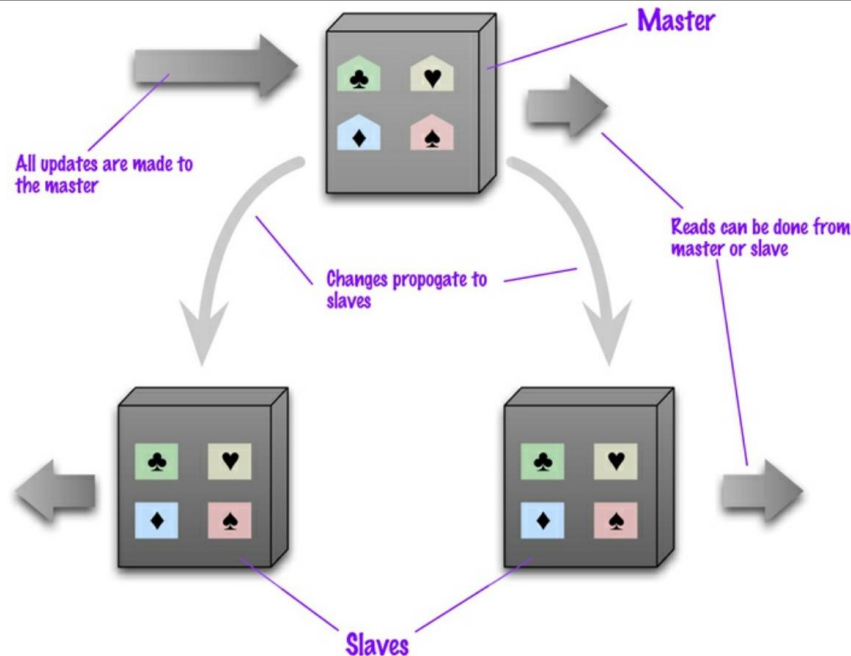 Master
All updates are made to
the master
Reads can be done from
master or slave
Changes propogate to
slaves
Slaves